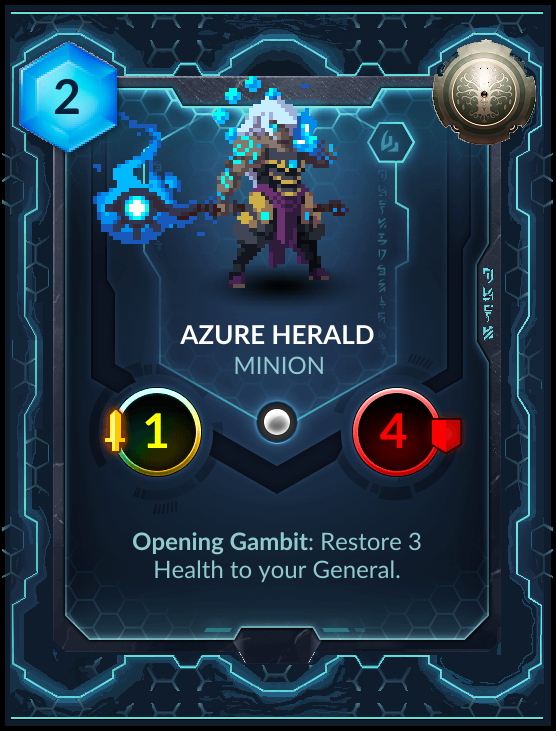 2
AZURE HERALD
MINION
1
4
Opening Gambit: Restore 3
Health to your General.